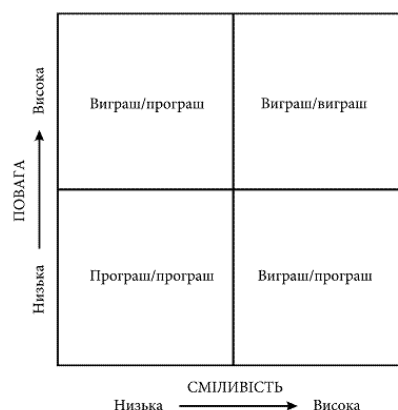 Висока
ПОВАГА
Низька
Виграш/програш
Виграш/виграш
Програш/програш
Виграш/програш
СМІЛИВІСТЬ
Низька
Висока